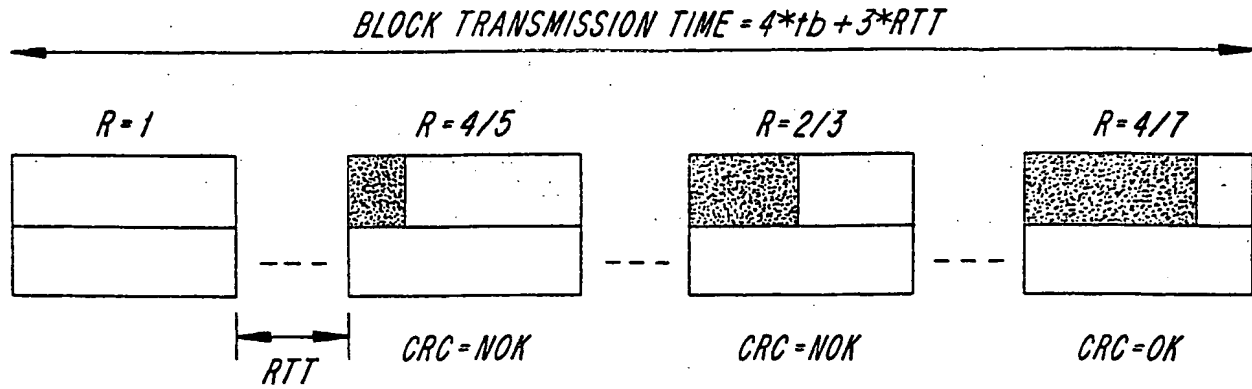 BLOCK TRANSMISSION TIME = 4*tb + 3*RTT
R = 1
R = 4/5
R = 2/3
R = 4/7
RTT
CRC = NOK
CRC = NOK
CRC = OK